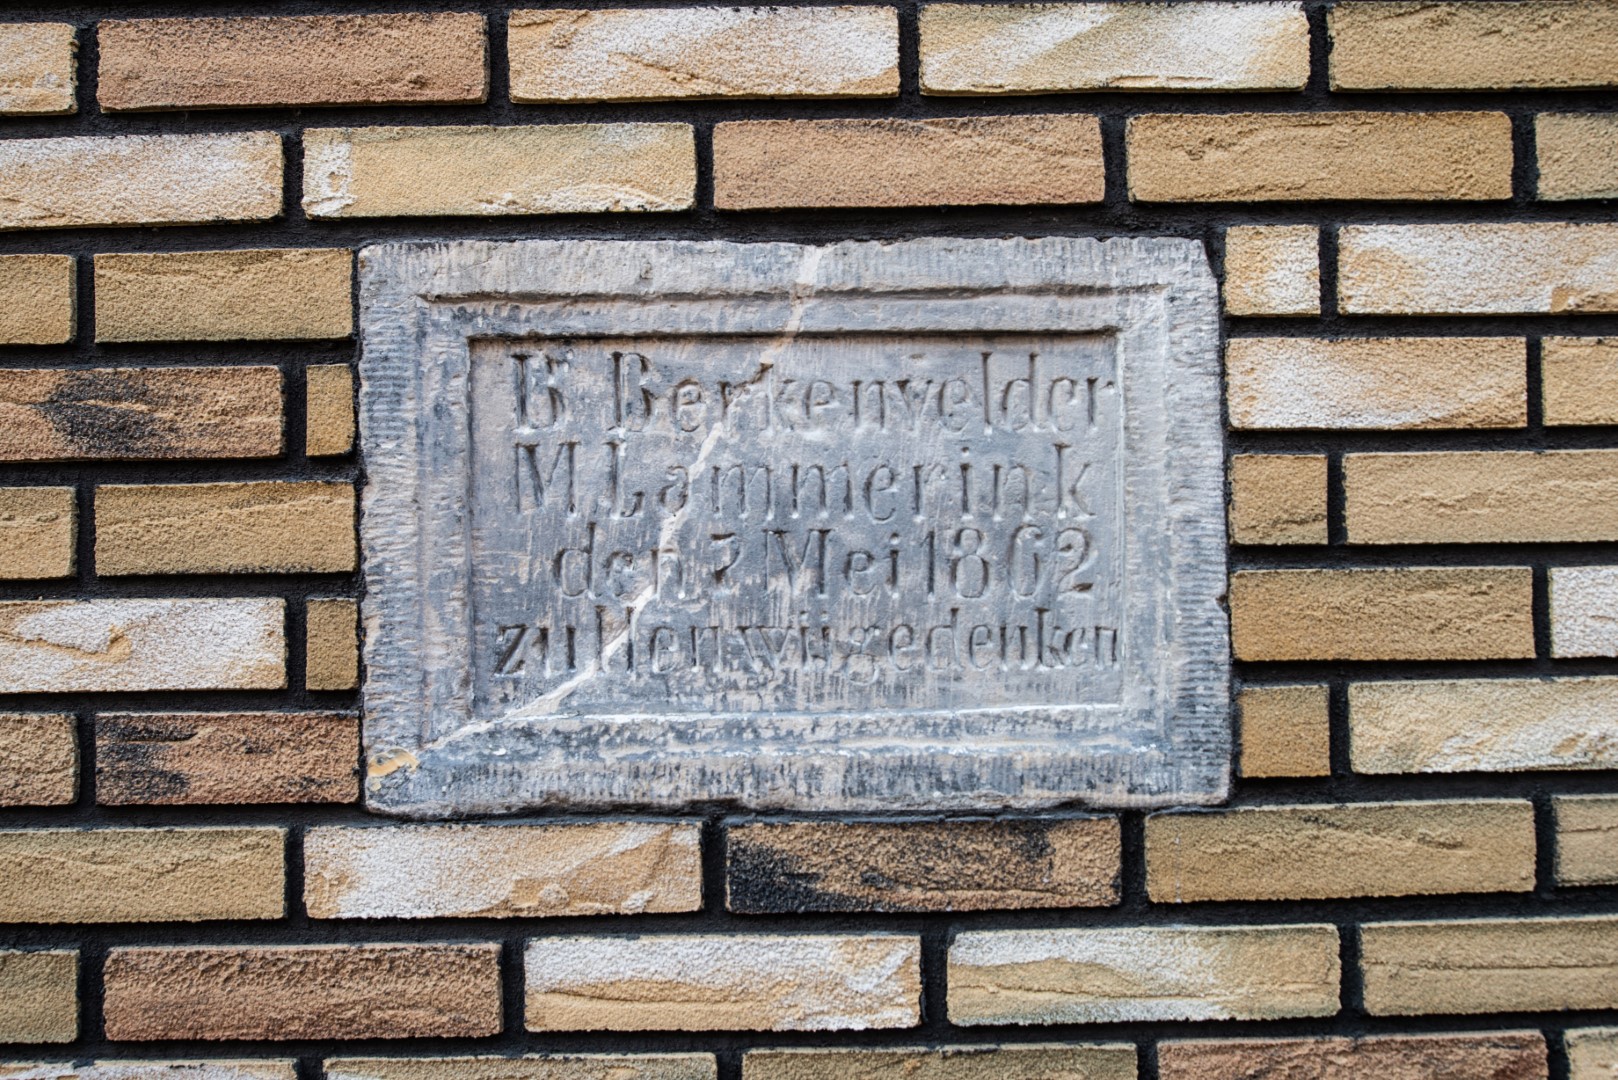 B Berkenvelder
M Lammerink
den 7 Mei 1862
zullen wij gedenken